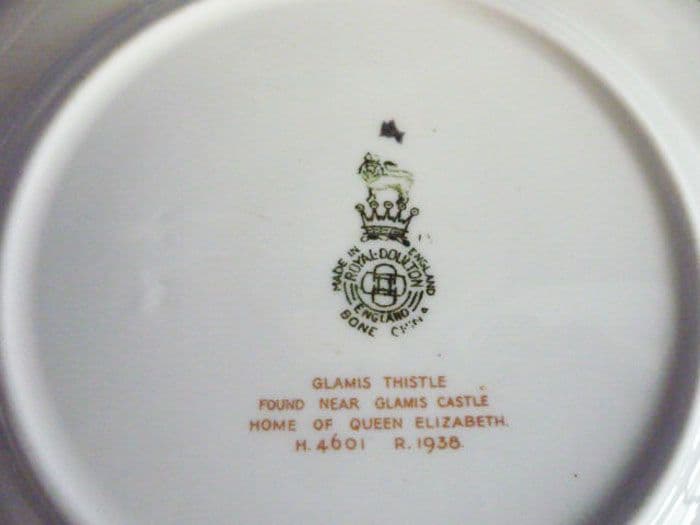 MADE IN ENGLAND
ROYAL·DOULTON
ENGLAND
BONE CHINA
GLAMIS THISTLE
FOUND NEAR GLAMIS CASTLE
HOME OF QUEEN ELIZABETH.
H.4601 R.1938.